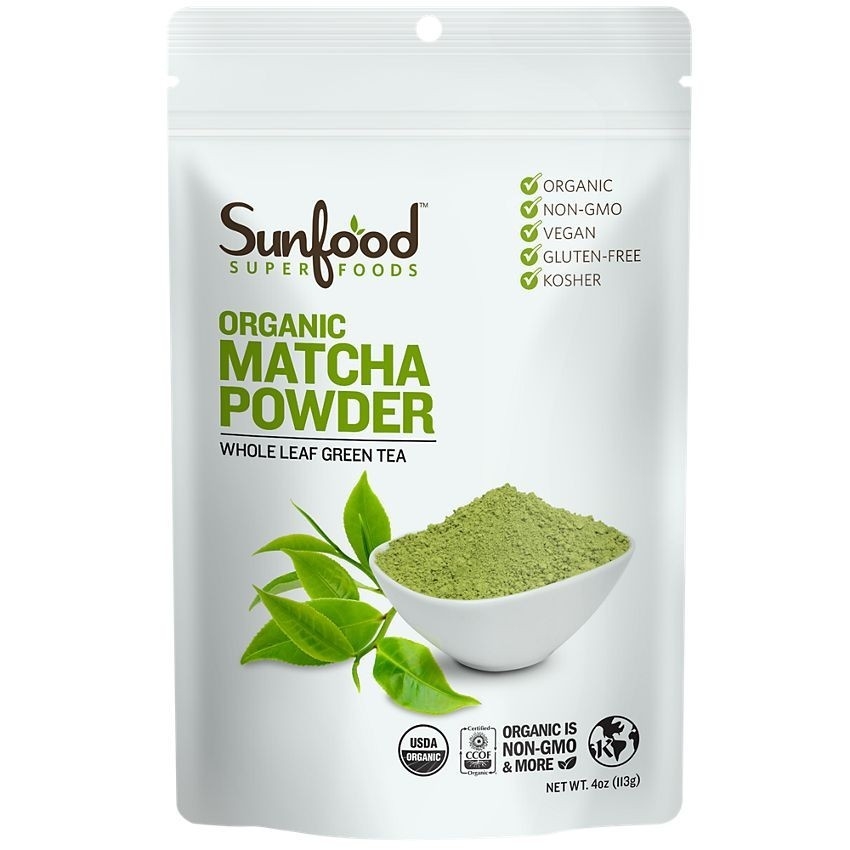 Sunfood™
SUPERFOODS
ORGANIC
NON-GMO
VEGAN
GLUTEN-FREE
KOSHER
ORGANIC
MATCHA
POWDER
WHOLE LEAF GREEN TEA
USDA
ORGANIC
Certified
CCOF
Organic
ORGANIC IS
NON-GMO
& MORE
K
NET WT. 4oz (113g)